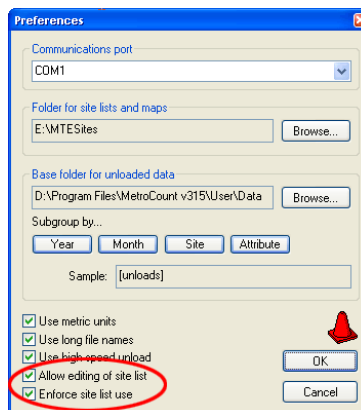 Preferences
Communications port
COM1
Folder for site lists and maps
E:\MTESites
Browse...
Base folder for unloaded data
D:\Program Files\MetroCount v315\User\Data
Browse...
Subgroup by...
Year Month Site Attribute
Sample: [unloads]
Use metric units
Use long file names
Use high speed unload
Allow editing of site list
Enforce site list use
OK
Cancel